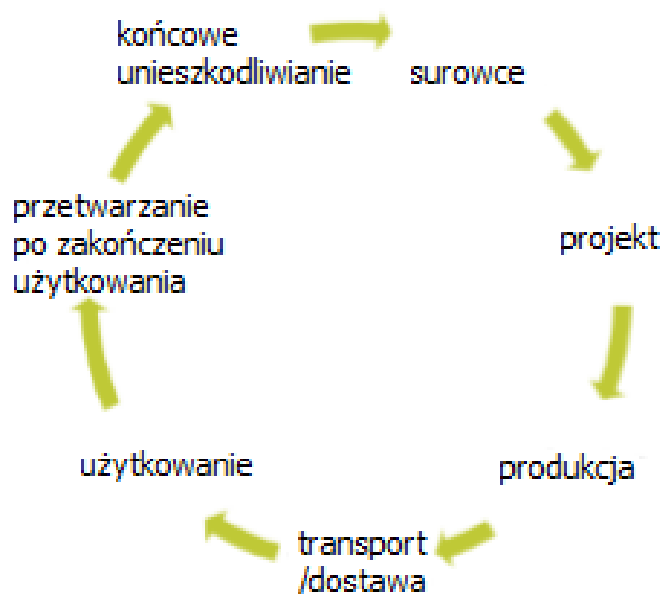 końcowe
unieszkodliwianie
surowce
projekt
produkcja
transport
/dostawa
użytkowanie
przetwarzanie
po zakończeniu
użytkowania